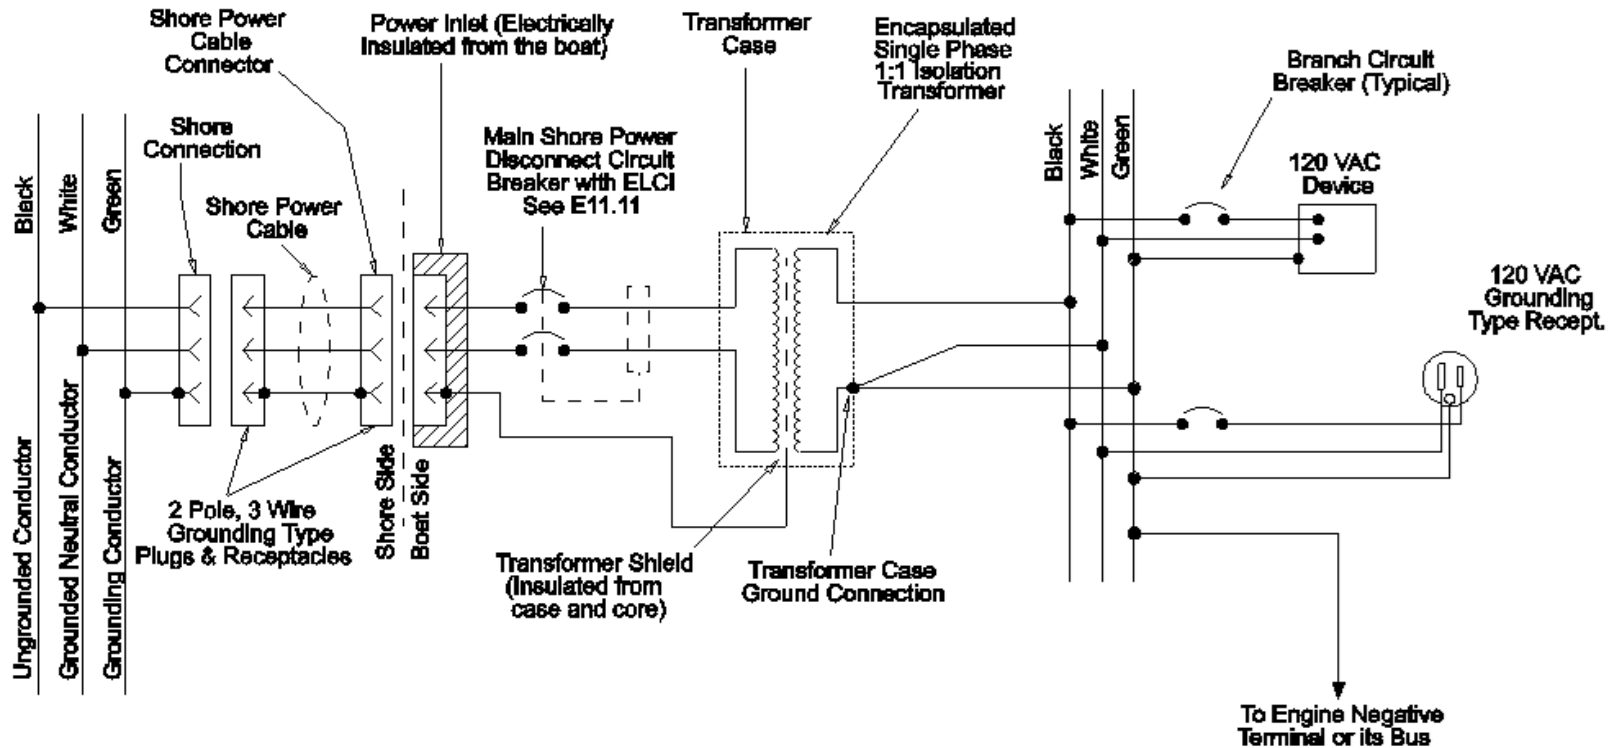 Shore Power
Cable
Connector
Power Inlet (Electrically
Insulated from the boat)
Transformer
Case
Encapsulated
Single Phase
1:1 Isolation
Transformer
Branch Circuit
Breaker (Typical)
Shore
Connection
Main Shore Power
Disconnect Circuit
Breaker with ELCI
See E11.11
Black
White
Green
120 VAC
Device
Black
White
Green
Shore Power
Cable
120 VAC
Grounding
Type Recept.
Ungrounded Conductor
Grounded Neutral Conductor
Grounding Conductor
2 Pole, 3 Wire
Grounding Type
Plugs & Receptacles
Shore Side
Boat Side
Transformer Shield
(Insulated from
case and core)
Transformer Case
Ground Connection
To Engine Negative
Terminal or its Bus